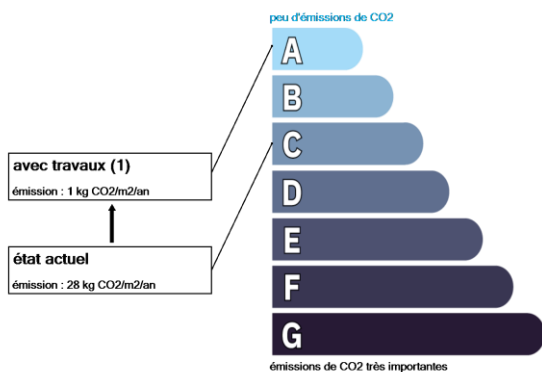 peu d'émissions de CO2
A
B
C
avec travaux (1)
émission : 1 kg CO2/m2/an
D
E
état actuel
émission : 28 kg CO2/m2/an
F
G
émissions de CO2 très importantes